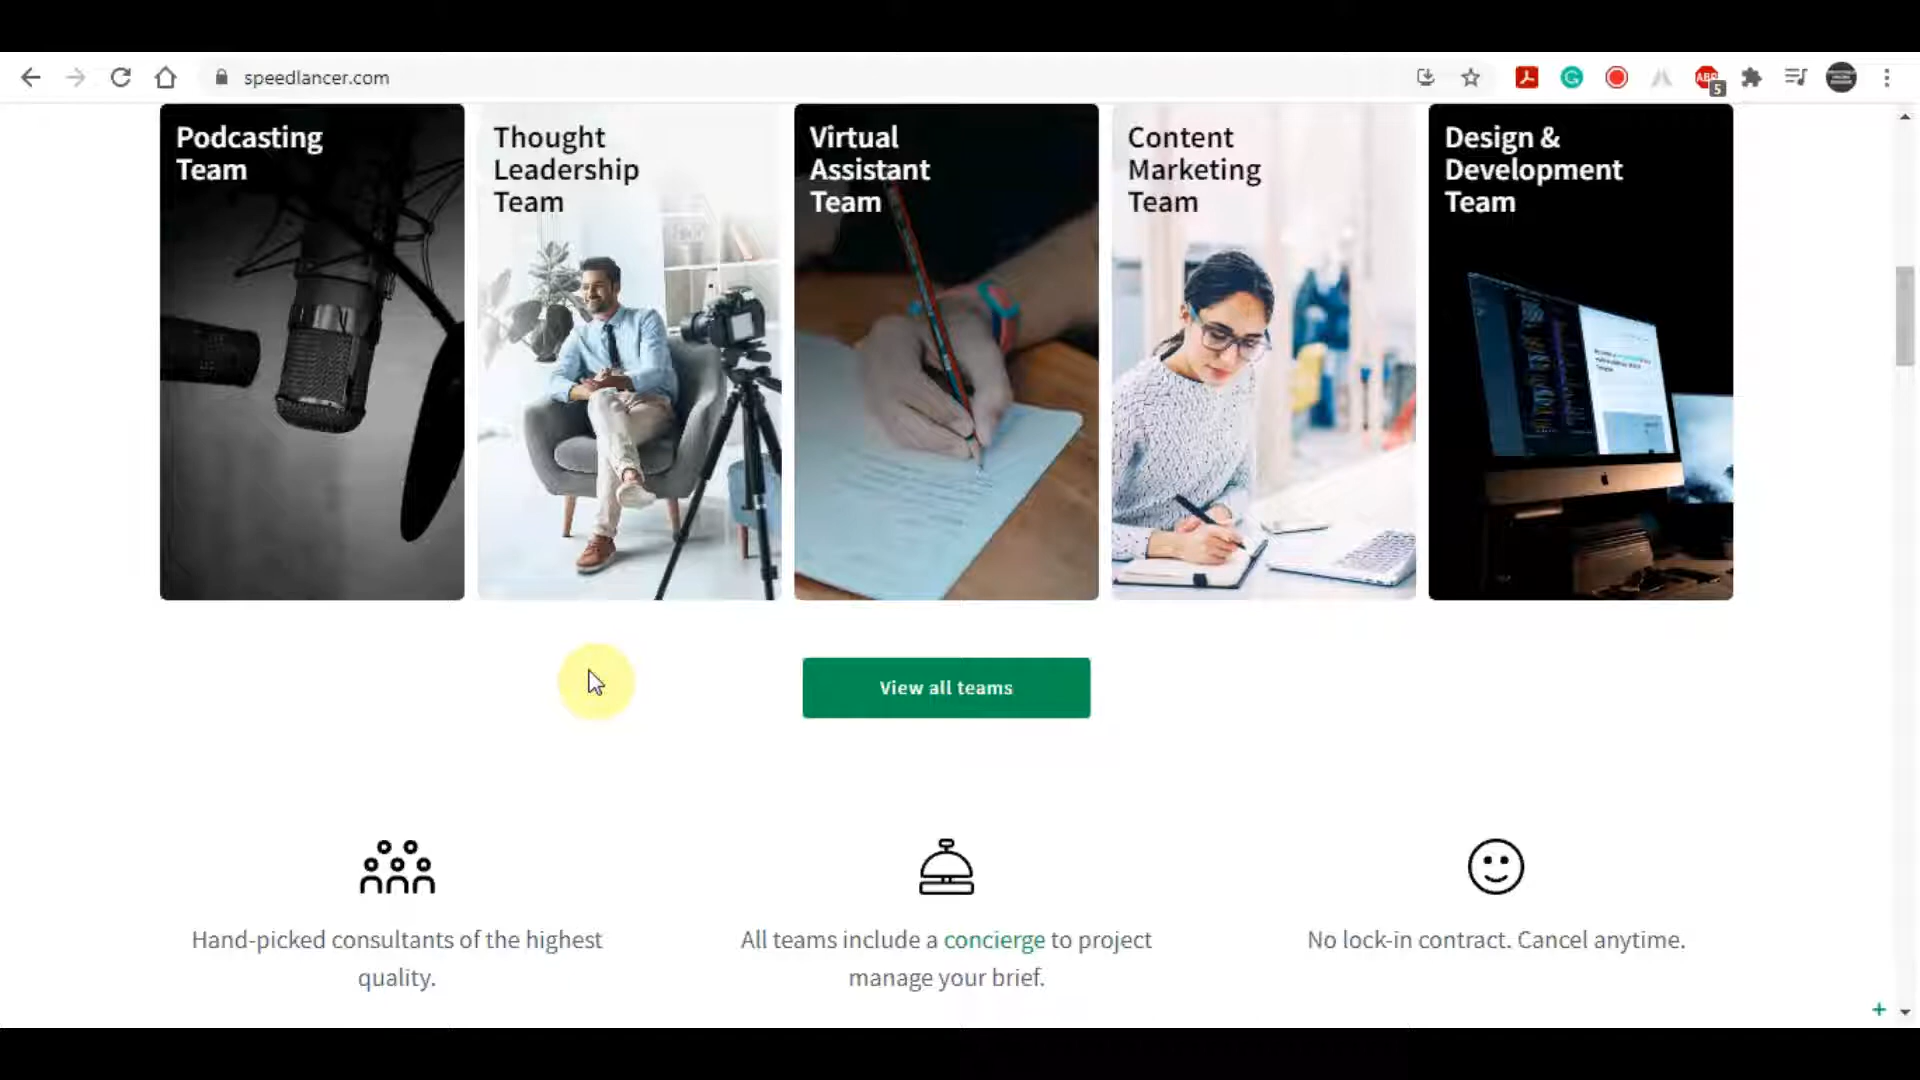 speedlancer.com
ABP
5
Podcasting
Team
Thought
Leadership
Team
Virtual
Assistant
Team
Content
Marketing
Team
Design &
Development
Team
View all teams
Hand-picked consultants of the highest
quality.
All teams include a concierge to project
manage your brief.
No lock-in contract. Cancel anytime.